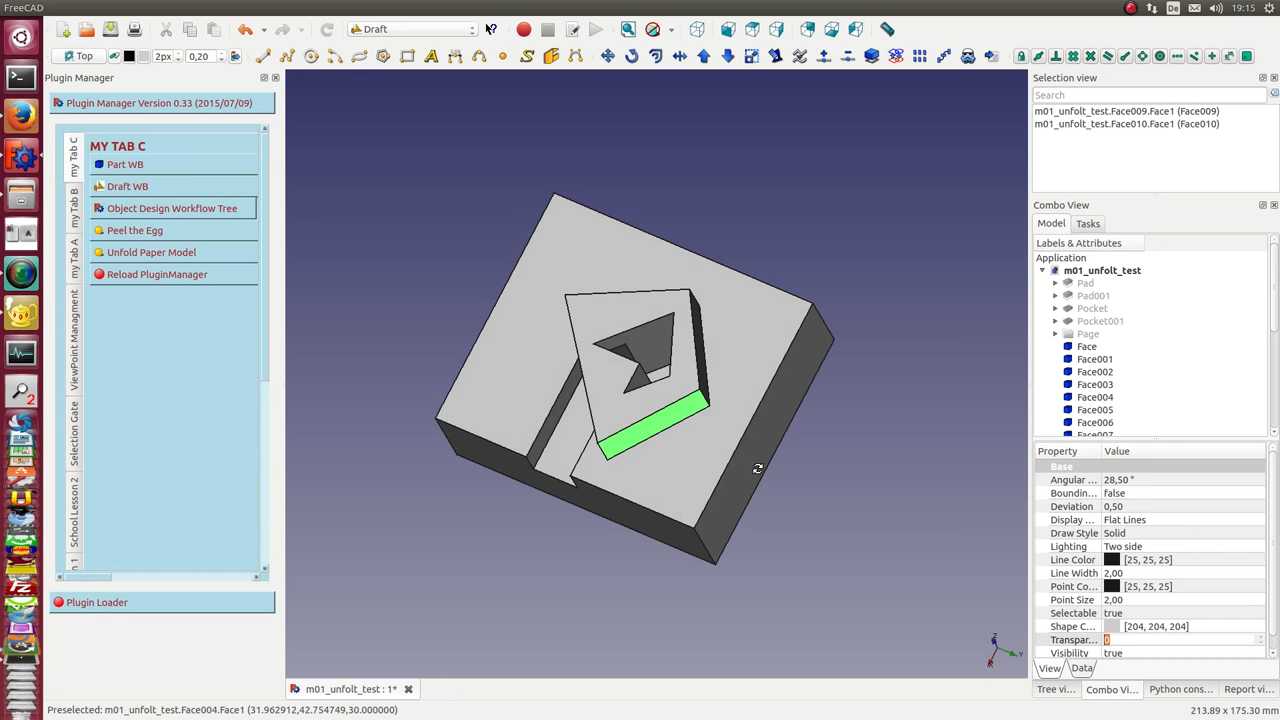 FreeCAD
De
19:15
Draft
Top
2px
0,20
Plugin Manager
Selection view
Plugin Manager Version 0.33 (2015/07/09)
Search
m01_unfolt_test.Face009.Face1 (Face009)
m01_unfolt_test.Face010.Face1 (Face010)
my Tab C
my Tab B
my Tab A
ViewPoint Managment
Selection Gate
School Lesson 2
MY TAB C
Part WB
Draft WB
Object Design Workflow Tree
Peel the Egg
Unfold Paper Model
Reload PluginManager
Plugin Loader
Combo View
Model
Tasks
Labels & Attributes
Application
m01_unfolt_test
Pad
Pad001
Pocket
Pocket001
Page
Face
Face001
Face002
Face003
Face004
Face005
Face006
Face007
Property Value
Base
Angular ... 28,50 °
Boundin... false
Deviation 0,50
Display ... Flat Lines
Draw Style Solid
Lighting Two side
Line Color [25, 25, 25]
Line Width 2,00
Point Co... [25, 25, 25]
Point Size 2,00
Selectable true
Shape C... [204, 204, 204]
Transpar... 0
Visibility true
View
Data
Tree vi...
Combo Vi...
Python cons...
Report vi...
m01_unfolt_test : 1*
Z
Y
Preselected: m01_unfolt_test.Face004.Face1 (31.962912,42.754749,30.000000)
213.89 x 175.30 mm